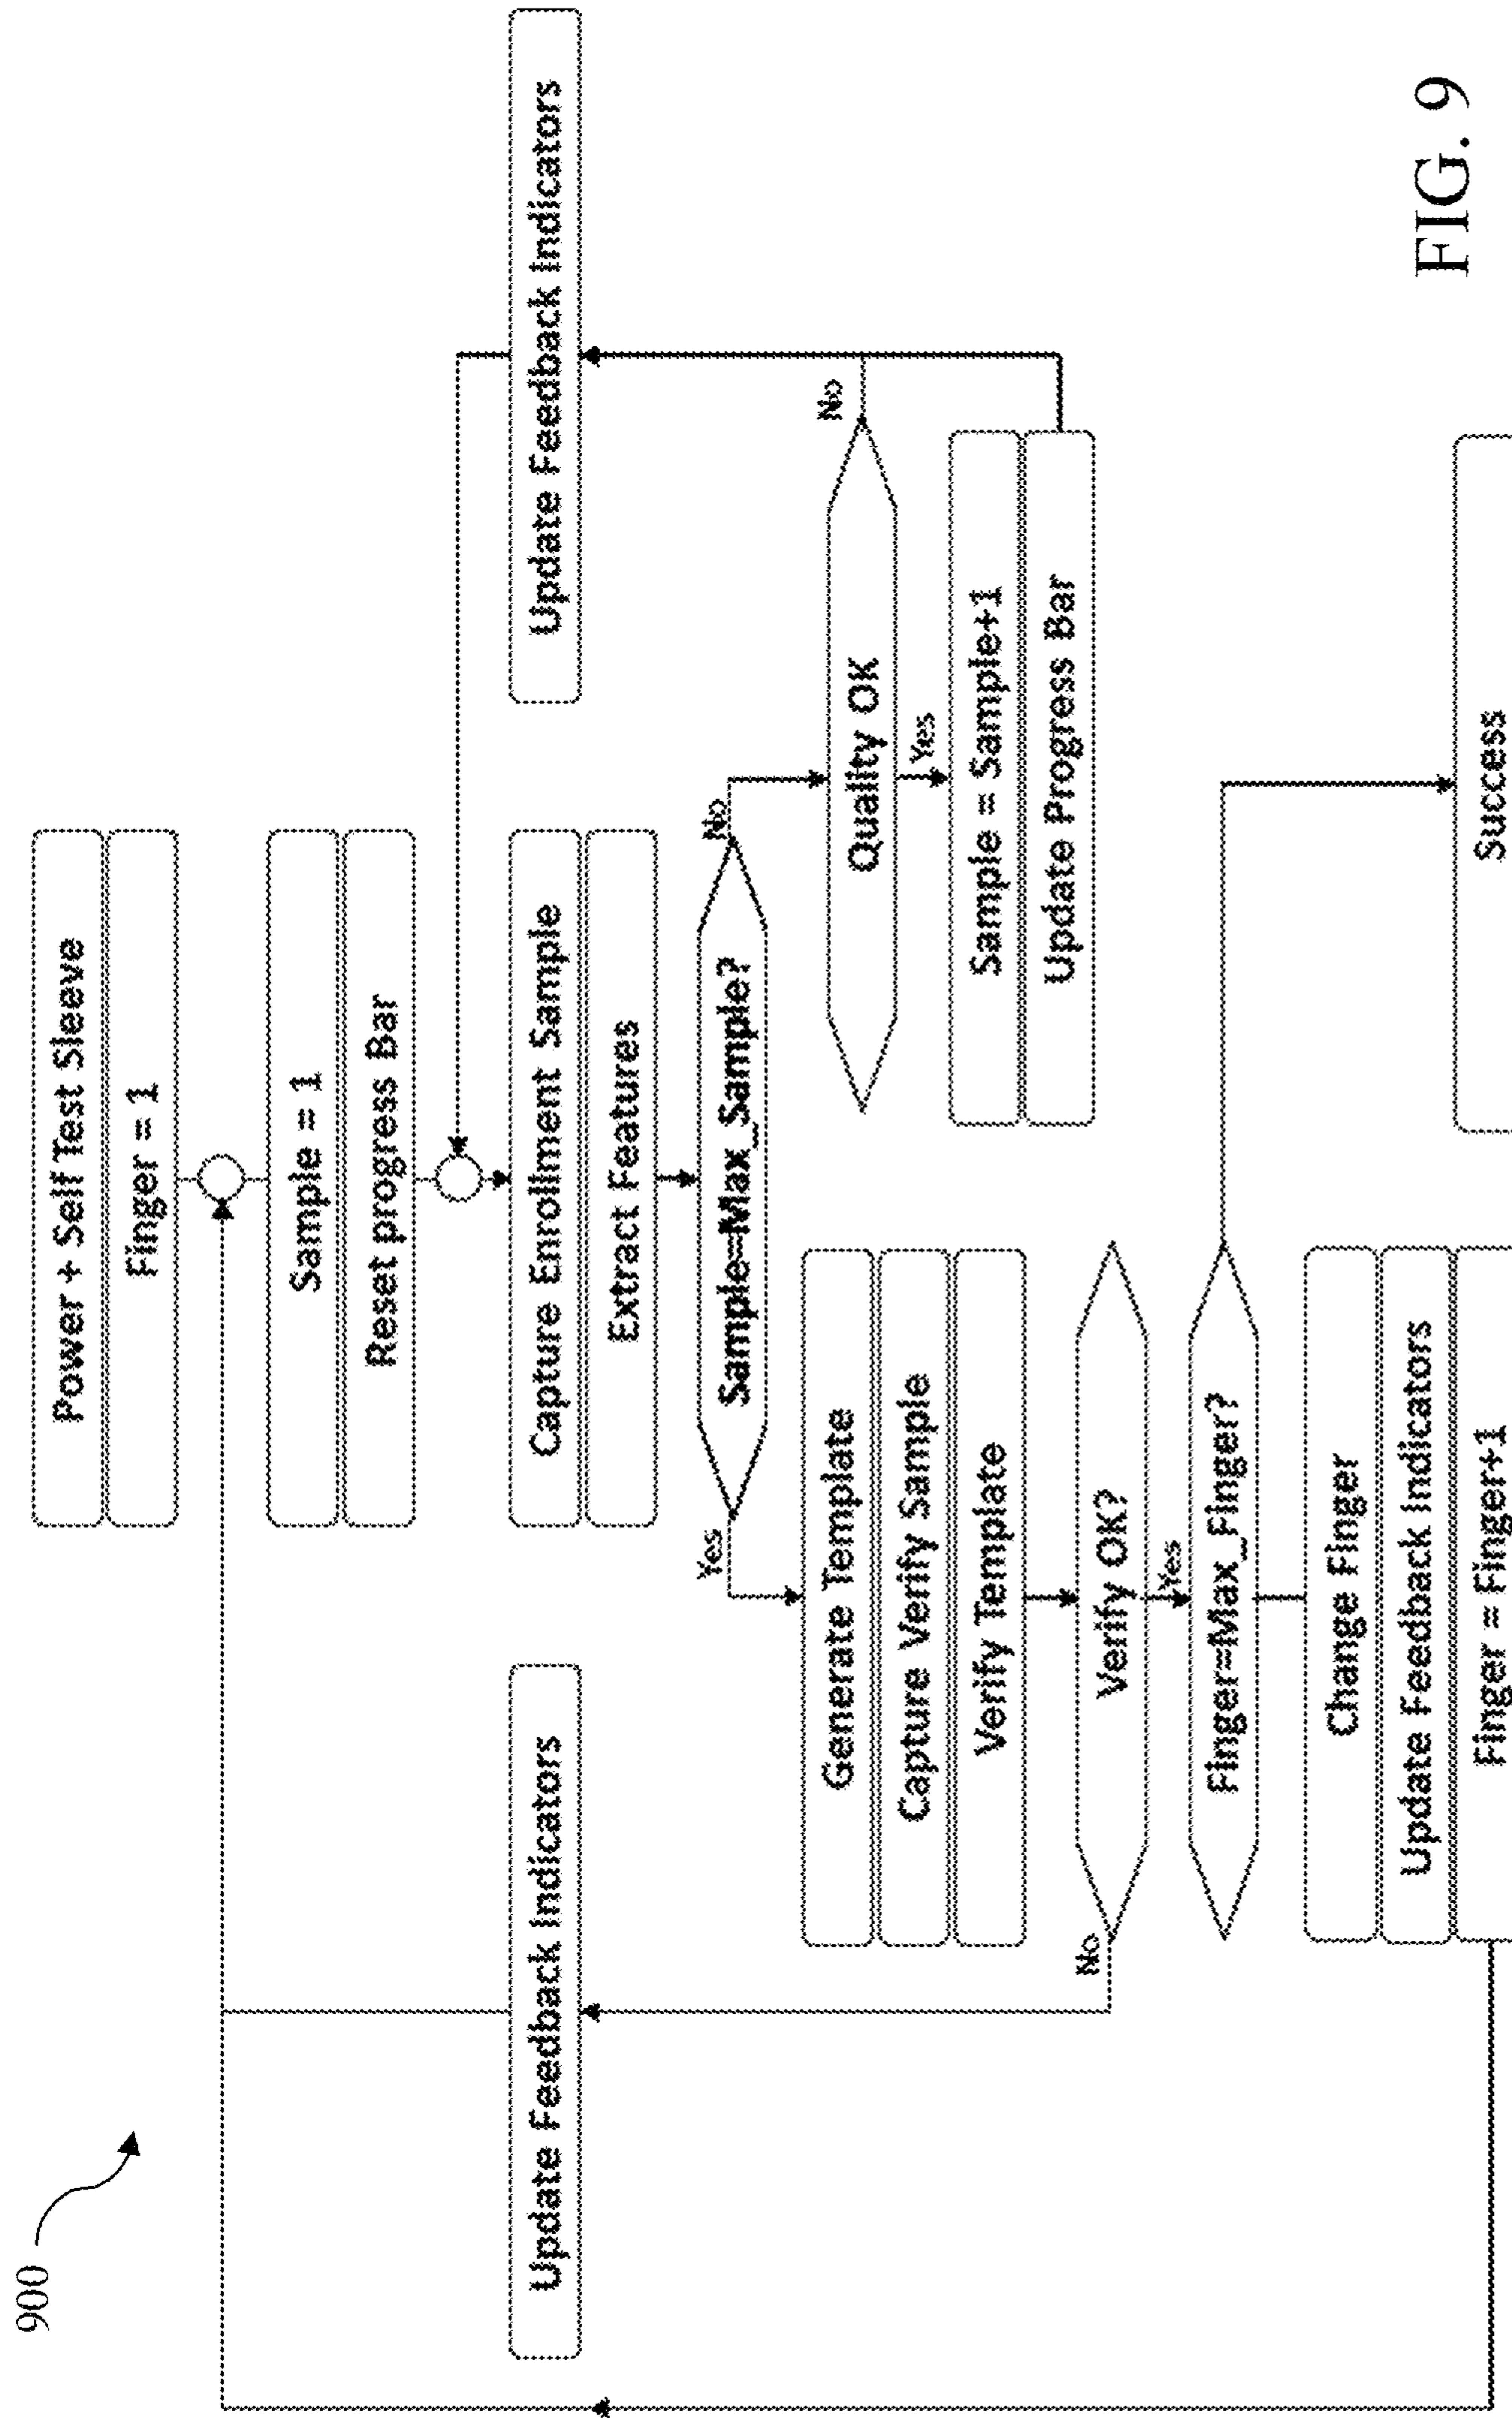 900
Power + Self Test Sleeve
Finger = 1
Sample = 1
Reset progress Bar
Update Feedback Indicators
Capture Enrollment Sample
Update Feedback Indicators
Extract Features
Yes
Sample=Max_Sample?
No
Generate Template
Capture Verify Sample
Verify Template
Quality OK
No
Yes
Sample = Sample+1
Update Progress Bar
No
Verify OK?
Yes
Finger=Max_Finger?
Change Finger
Update Feedback Indicators
Finger = Finger+1
Success
FIG. 9